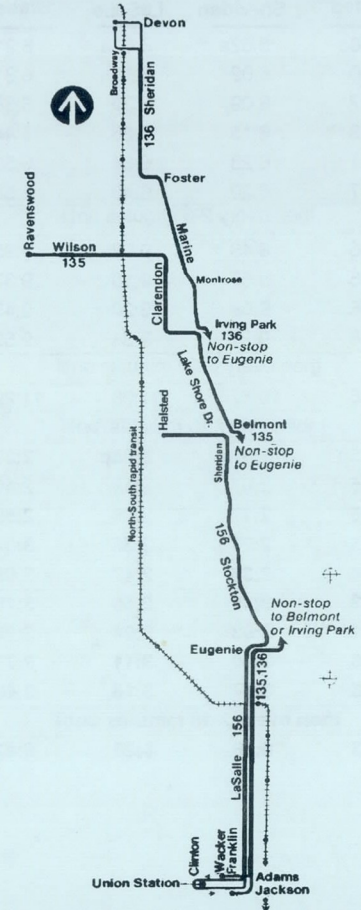 Devon
Broadway
136 Sheridan
Foster
Ravenswood
Wilson
135
Marine
Montrose
Clarendon
Irving Park
136
Non-stop
to Eugenie
Lake Shore Dr.
Halsted
Belmont
135
Non-stop
to Eugenie
Sheridan
North-South rapid transit
156 Stockton
Non-stop
to Belmont
or Irving Park
Eugenie
135,136
156
LaSalle
Clinton
Wacker
Franklin
Union Station
Adams
Jackson